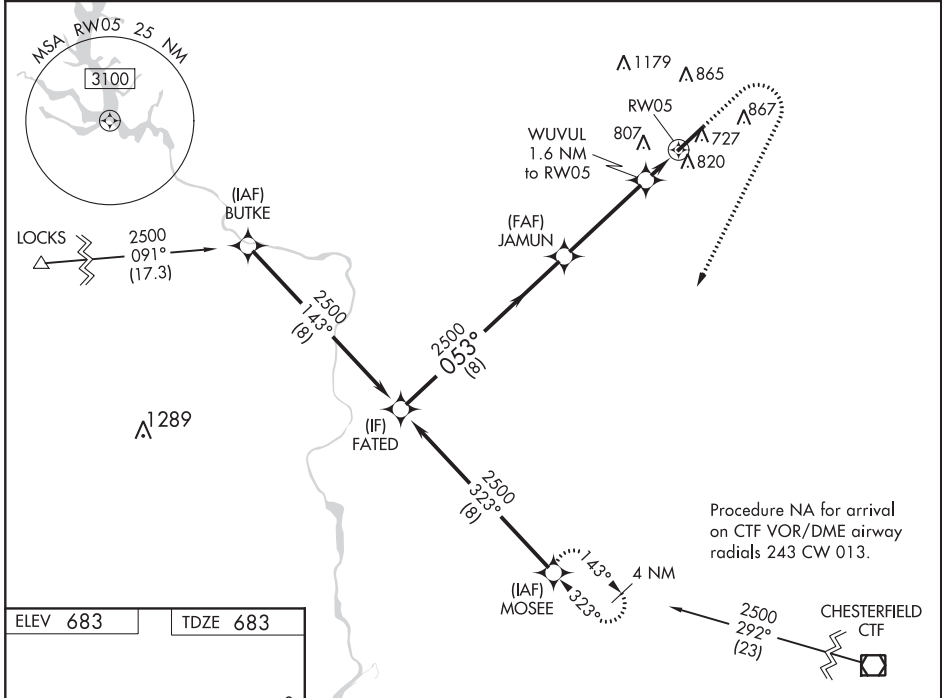 MSA RW05 25 NM
3100
1179
865
RW05
867
807
727
820
WUVUL
1.6 NM
to RW05
(IAF)
BUTKE
LOCKS
2500
091°
(17.3)
(FAF)
JAMUN
2500
143°
(8)
2500
053°
(8)
1289
(IF)
FATED
2500
323°
(8)
Procedure NA for arrival
on CTF VOR/DME airway
radials 243 CW 013.
143°
4 NM
323°
(IAF)
MOSEE
2500
292°
(23)
CHESTERFIELD
CTF
ELEV 683
TDZE 683